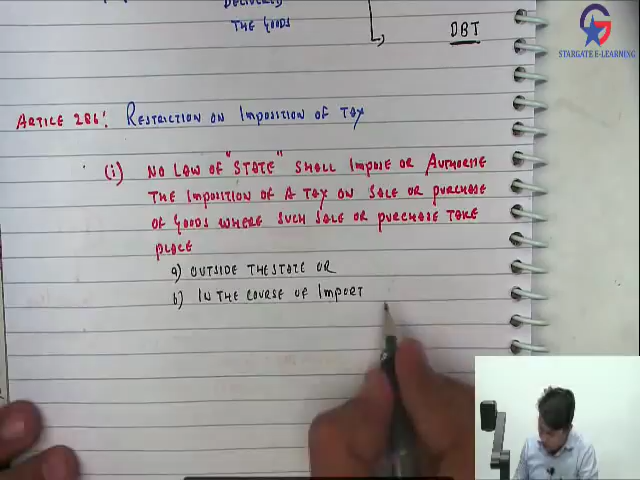 DELIVERED
THE GOODS
DBT
STARGATE E-LEARNING
ARTICE 286: RESTRICTION ON IMPOSITION OF TAX
(i) NO LAW OF "STATE" SHALL IMPOSE OR AUTHORISE
THE IMPOSITION OF A TAX ON SALE OR PURCHASE
OF GOODS WHERE SUCH SALE OR PURCHASE TAKE
PLACE
a) OUTSIDE THE STATE OR
b) IN THE COURSE OF IMPORT